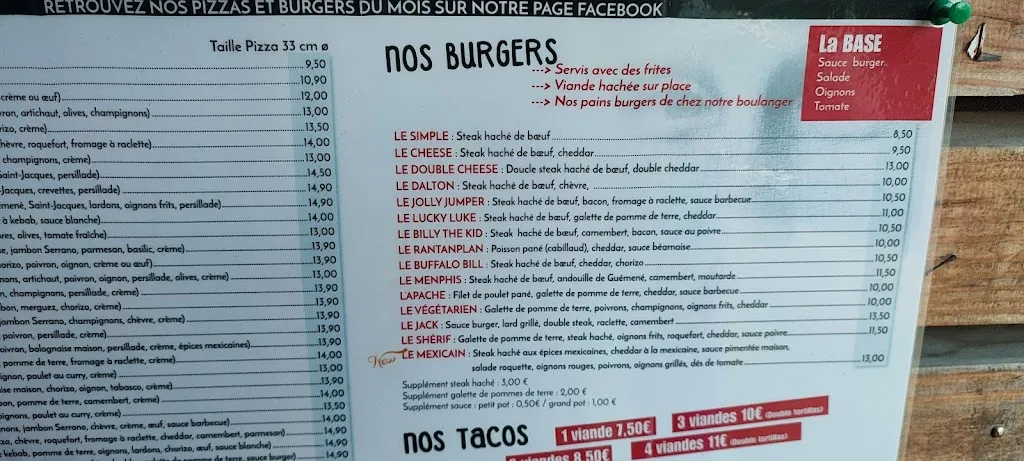 RETROUVEZ NOS PIZZAS ET BURGERS DU MOIS SUR NOTRE PAGE FACEBOOK
Taille Pizza 33 cm ø
9,50
10,90
crème ou œuf) 12,00
artichaut, olives, champignons) 13,00
crème) 13,50
chèvre, roquefort, fromage à raclette) 14,00
champignons, crème) 13,00
Saint-Jacques, persillade) 14,50
Jacques, crevettes, persillade) 14,90
Saint-Jacques, lardons, oignons frits, persillade) 14,90
à kebab, sauce blanche) 14,00
olives, tomate fraîche) 13,00
jambon Serrano, parmesan, basilic, crème) 13,90
poivron, oignon, crème ou œuf) 13,90
artichaut, poivron, oignon, persillade, olives, crème) 13,00
champignons, persillade, crème) 13,90
merguez, chorizo, crème) 13,90
jambon Serrano, champignons, chèvre, crème) 13,90
poivron, persillade, crème) 13,90
poivron, bolognaise maison, persillade, crème, épices mexicaines) 13,90
pomme de terre, fromage à raclette, crème) 14,00
poulet au curry, crème) 13,00
maison, chorizo, oignon, tabasco, crème) 13,90
pomme de terre, camembert, crème) 13,90
oignons, poulet au curry, crème) 13,50
jambon Serrano, chèvre, crème, œuf, sauce barbecue) 14,00
chèvre, roquefort, fromage à raclette, cheddar, camembert, parmesan) 14,90
pomme de terre, oignons, lardons, chorizo, œuf, sauce blanche) 14,90
pomme de terre, cheddar, sauce burger) 14,90
NOS BURGERS
---> Servis avec des frites
---> Viande hachée sur place
---> Nos pains burgers de chez notre boulanger
La BASE
Sauce burger
Salade
Oignons
Tomate
LE SIMPLE : Steak haché de bœuf 8,50
LE CHEESE : Steak haché de bœuf, cheddar 9,50
LE DOUBLE CHEESE : Doucle steak haché de bœuf, double cheddar 13,00
LE DALTON : Steak haché de bœuf, chèvre, 10,00
LE JOLLY JUMPER : Steak haché de bœuf, bacon, fromage à raclette, sauce barbecue 10,50
LE LUCKY LUKE : Steak haché de bœuf, galette de pomme de terre, cheddar 11,00
LE BILLY THE KID : Steak haché de bœuf, camembert, bacon, sauce au poivre 10,50
LE RANTANPLAN : Poisson pané (cabillaud), cheddar, sauce béarnaise 10,00
LE BUFFALO BILL : Steak haché de bœuf, cheddar, chorizo 10,50
LE MENPHIS : Steak haché de bœuf, andouille de Guémené, camembert, moutarde 11,50
L'APACHE : Filet de poulet pané, galette de pomme de terre, cheddar, sauce barbecue 10,00
LE VÉGÉTARIEN : Galette de pomme de terre, poivrons, champignons, oignons frits, cheddar 10,00
LE JACK : Sauce burger, lard grillé, double steak, raclette, camembert 13,50
LE SHÉRIF : Galette de pomme de terre, steak haché, oignons frits, roquefort, cheddar, sauce poivre 11,50
New LE MEXICAIN : Steak haché aux épices mexicaines, cheddar à la mexicaine, sauce pimentée maison,
salade roquette, oignons rouges, poivrons, oignons grillés, dés de tomate 13,00
Supplément steak haché : 3,00 €
Supplément galette de pommes de terre : 2,00 €
Supplément sauce : petit pot : 0,50€ / grand pot : 1,00 €
NOS TACOS
1 viande 7,50€
3 viandes 10€ (Double tortillas)
viandes 8,50€
4 viandes 11€ (Double tortillas)